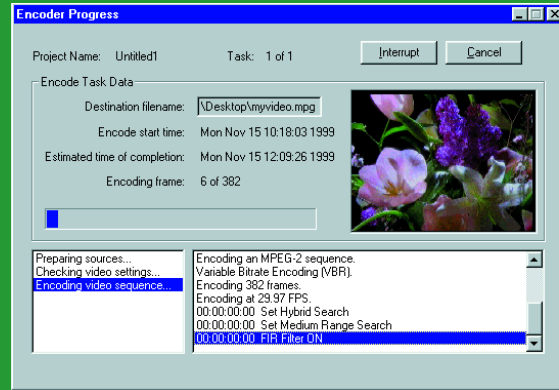 Encoder Progress
Project Name: Untitled1 Task: 1 of 1 Interrupt Cancel
Encode Task Data
Destination filename: \Desktop\myvideo.mpg
Encode start time: Mon Nov 15 10:18:03 1999
Estimated time of completion: Mon Nov 15 12:09:26 1999
Encoding frame: 6 of 382
Preparing sources...
Checking video settings...
Encoding video sequence...
Encoding an MPEG-2 sequence.
Variable Bitrate Encoding (VBR).
Encoding 382 frames.
Encoding at 29.97 FPS.
00:00:00:00 Set Hybrid Search
00:00:00:00 Set Medium Range Search
00:00:00:00 FIR Filter ON